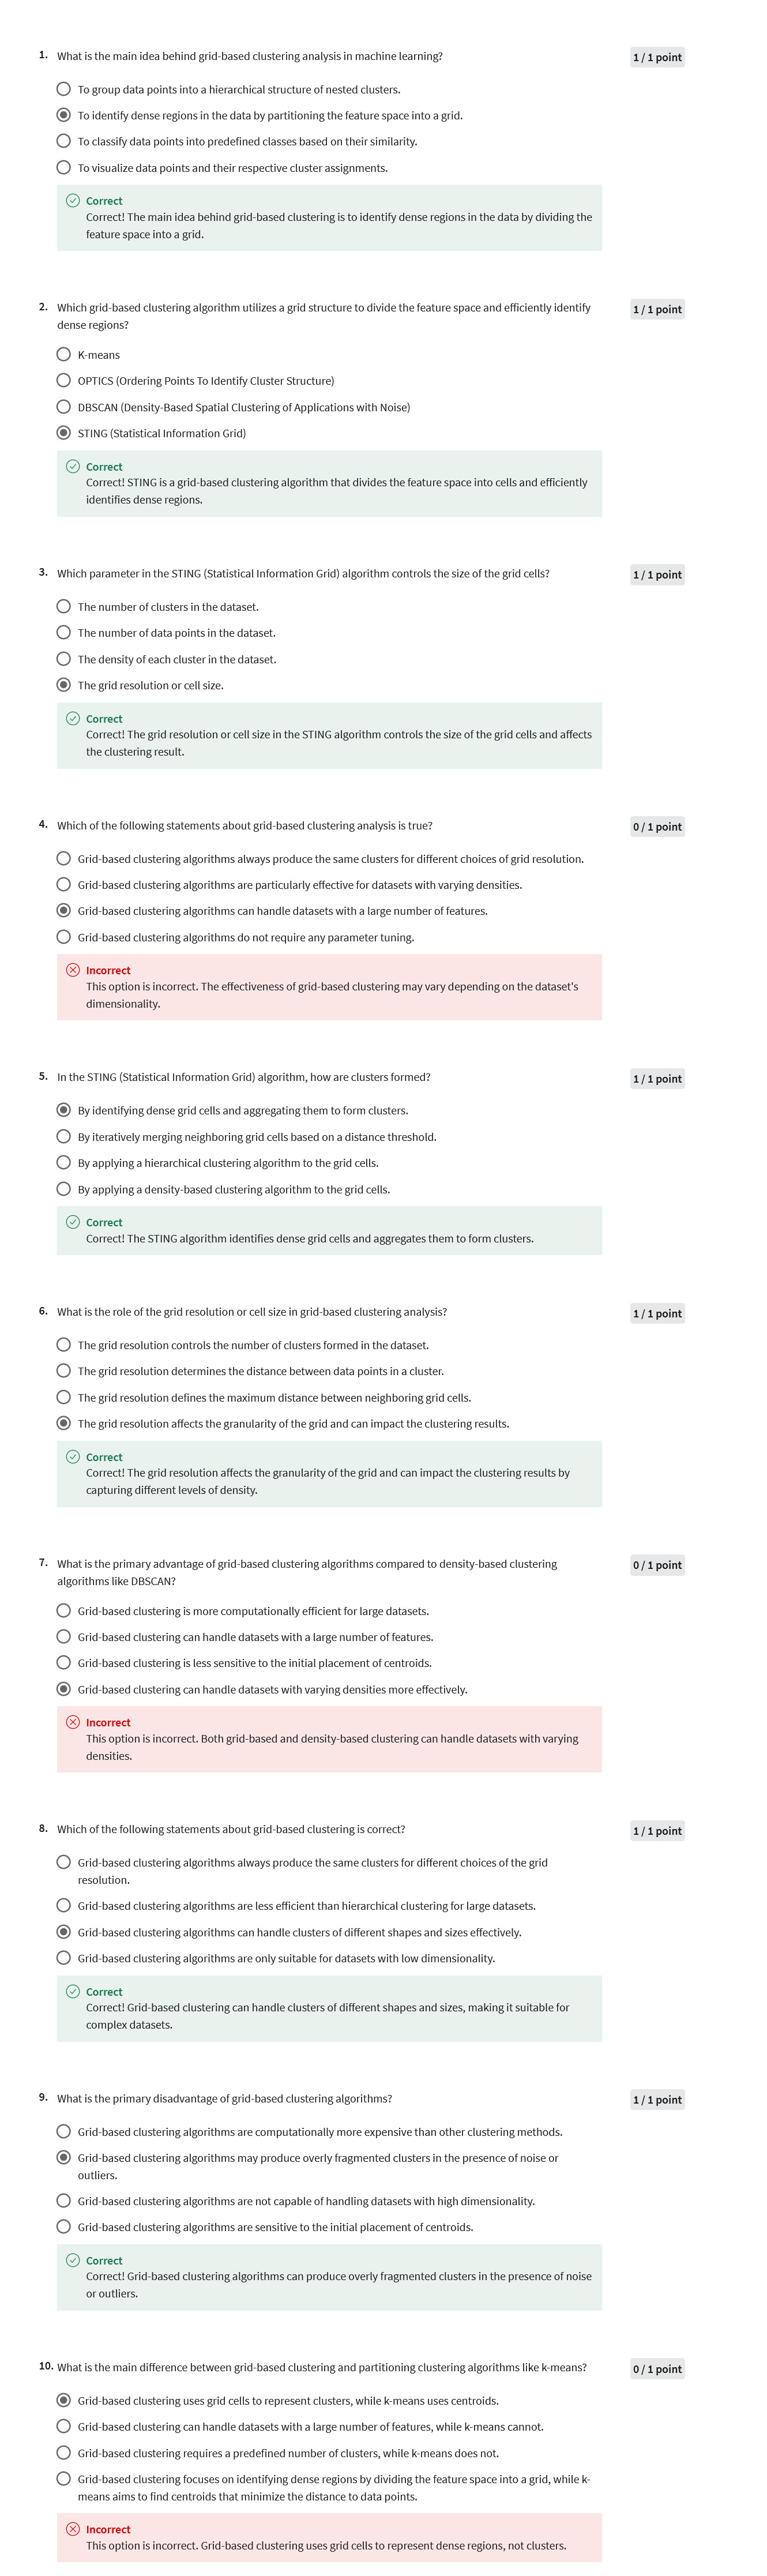 1. What is the main idea behind grid-based clustering analysis in machine learning?
1 / 1 point
To group data points into a hierarchical structure of nested clusters.
To identify dense regions in the data by partitioning the feature space into a grid.
To classify data points into predefined classes based on their similarity.
To visualize data points and their respective cluster assignments.
Correct
Correct! The main idea behind grid-based clustering is to identify dense regions in the data by dividing the
feature space into a grid.
2. Which grid-based clustering algorithm utilizes a grid structure to divide the feature space and efficiently identify
dense regions?
1 / 1 point
K-means
OPTICS (Ordering Points To Identify Cluster Structure)
DBSCAN (Density-Based Spatial Clustering of Applications with Noise)
STING (Statistical Information Grid)
Correct
Correct! STING is a grid-based clustering algorithm that divides the feature space into cells and efficiently
identifies dense regions.
3. Which parameter in the STING (Statistical Information Grid) algorithm controls the size of the grid cells?
1 / 1 point
The number of clusters in the dataset.
The number of data points in the dataset.
The density of each cluster in the dataset.
The grid resolution or cell size.
Correct
Correct! The grid resolution or cell size in the STING algorithm controls the size of the grid cells and affects
the clustering result.
4. Which of the following statements about grid-based clustering analysis is true?
0 / 1 point
Grid-based clustering algorithms always produce the same clusters for different choices of grid resolution.
Grid-based clustering algorithms are particularly effective for datasets with varying densities.
Grid-based clustering algorithms can handle datasets with a large number of features.
Grid-based clustering algorithms do not require any parameter tuning.
Incorrect
This option is incorrect. The effectiveness of grid-based clustering may vary depending on the dataset's
dimensionality.
5. In the STING (Statistical Information Grid) algorithm, how are clusters formed?
1 / 1 point
By identifying dense grid cells and aggregating them to form clusters.
By iteratively merging neighboring grid cells based on a distance threshold.
By applying a hierarchical clustering algorithm to the grid cells.
By applying a density-based clustering algorithm to the grid cells.
Correct
Correct! The STING algorithm identifies dense grid cells and aggregates them to form clusters.
6. What is the role of the grid resolution or cell size in grid-based clustering analysis?
1 / 1 point
The grid resolution controls the number of clusters formed in the dataset.
The grid resolution determines the distance between data points in a cluster.
The grid resolution defines the maximum distance between neighboring grid cells.
The grid resolution affects the granularity of the grid and can impact the clustering results.
Correct
Correct! The grid resolution affects the granularity of the grid and can impact the clustering results by
capturing different levels of density.
7. What is the primary advantage of grid-based clustering algorithms compared to density-based clustering
algorithms like DBSCAN?
0 / 1 point
Grid-based clustering is more computationally efficient for large datasets.
Grid-based clustering can handle datasets with a large number of features.
Grid-based clustering is less sensitive to the initial placement of centroids.
Grid-based clustering can handle datasets with varying densities more effectively.
Incorrect
This option is incorrect. Both grid-based and density-based clustering can handle datasets with varying
densities.
8. Which of the following statements about grid-based clustering is correct?
1 / 1 point
Grid-based clustering algorithms always produce the same clusters for different choices of the grid
resolution.
Grid-based clustering algorithms are less efficient than hierarchical clustering for large datasets.
Grid-based clustering algorithms can handle clusters of different shapes and sizes effectively.
Grid-based clustering algorithms are only suitable for datasets with low dimensionality.
Correct
Correct! Grid-based clustering can handle clusters of different shapes and sizes, making it suitable for
complex datasets.
9. What is the primary disadvantage of grid-based clustering algorithms?
1 / 1 point
Grid-based clustering algorithms are computationally more expensive than other clustering methods.
Grid-based clustering algorithms may produce overly fragmented clusters in the presence of noise or
outliers.
Grid-based clustering algorithms are not capable of handling datasets with high dimensionality.
Grid-based clustering algorithms are sensitive to the initial placement of centroids.
Correct
Correct! Grid-based clustering algorithms can produce overly fragmented clusters in the presence of noise
or outliers.
10. What is the main difference between grid-based clustering and partitioning clustering algorithms like k-means?
0 / 1 point
Grid-based clustering uses grid cells to represent clusters, while k-means uses centroids.
Grid-based clustering can handle datasets with a large number of features, while k-means cannot.
Grid-based clustering requires a predefined number of clusters, while k-means does not.
Grid-based clustering focuses on identifying dense regions by dividing the feature space into a grid, while k-
means aims to find centroids that minimize the distance to data points.
Incorrect
This option is incorrect. Grid-based clustering uses grid cells to represent dense regions, not clusters.